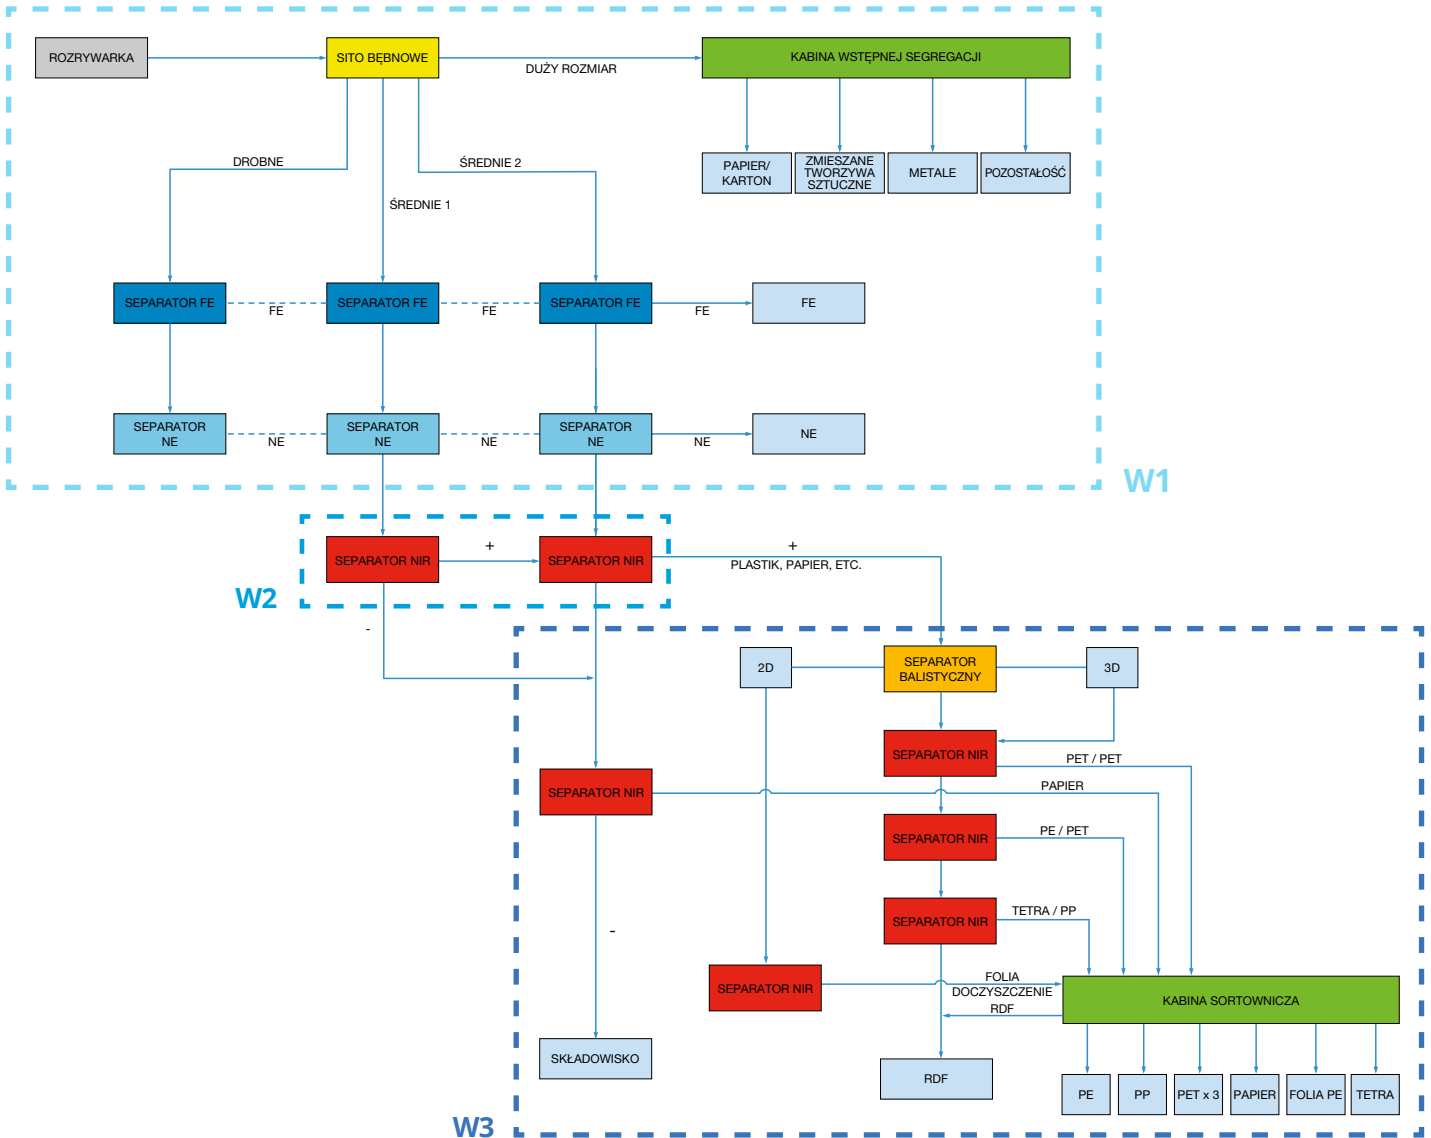 ROZRYWARKA
SITO BĘBNOWE
DUŻY ROZMIAR
KABINA WSTĘPNEJ SEGREGACJI
DROBNE
ŚREDNIE 2
PAPIER/
KARTON
ZMIESZANE
TWORZYWA
SZTUCZNE
METALE
POZOSTAŁOŚĆ
ŚREDNIE 1
SEPARATOR FE
FE
SEPARATOR FE
FE
SEPARATOR FE
FE
FE
SEPARATOR
NE
NE
SEPARATOR
NE
NE
SEPARATOR
NE
NE
NE
W1
SEPARATOR NIR
+
SEPARATOR NIR
+
PLASTIK, PAPIER, ETC.
W2
-
2D
SEPARATOR
BALISTYCZNY
3D
SEPARATOR NIR
PET / PET
SEPARATOR NIR
PAPIER
SEPARATOR NIR
PE / PET
SEPARATOR NIR
TETRA / PP
-
SEPARATOR NIR
FOLIA
DOCZYSZCZENIE
RDF
KABINA SORTOWNICZA
SKŁADOWISKO
RDF
PE
PP
PET x 3
PAPIER
FOLIA PE
TETRA
W3